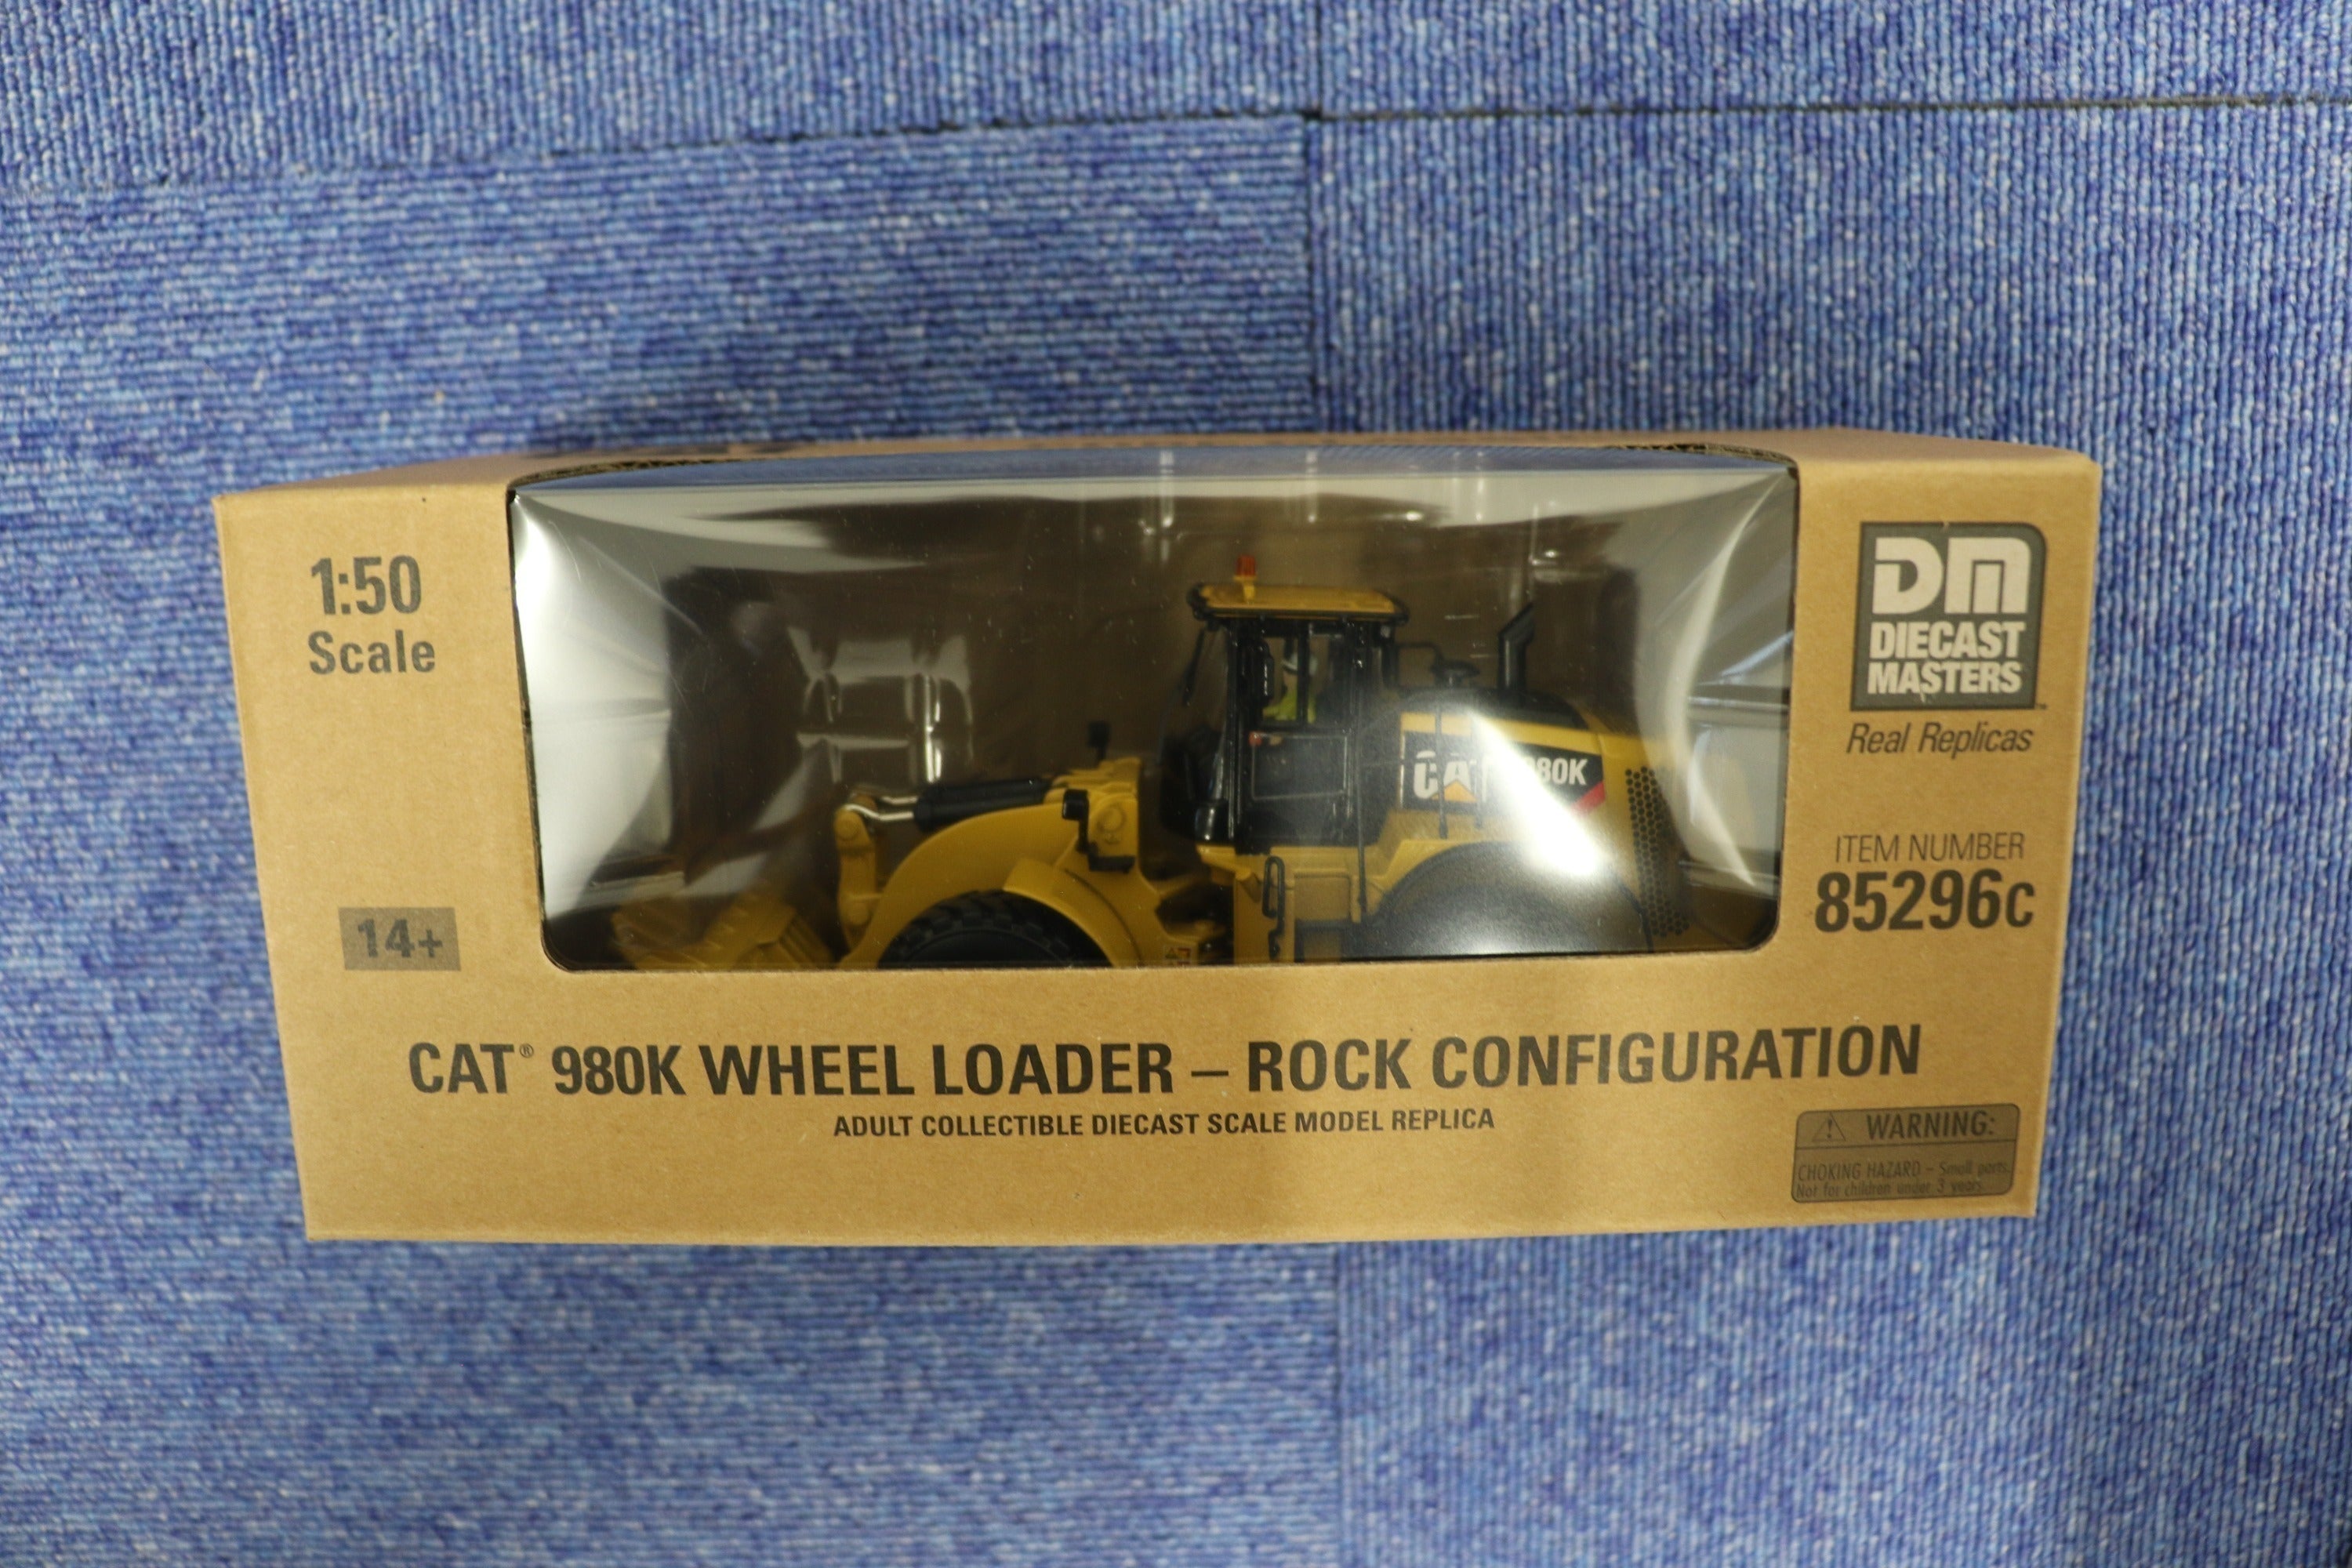 1:50
Scale
14+
DM
DIECAST
MASTERS
Real Replicas
ITEM NUMBER
85296c
CAT 980K
CAT® 980K WHEEL LOADER – ROCK CONFIGURATION
ADULT COLLECTIBLE DIECAST SCALE MODEL REPLICA
WARNING:
CHOKING HAZARD – Small parts.
Not for children under 3 years.